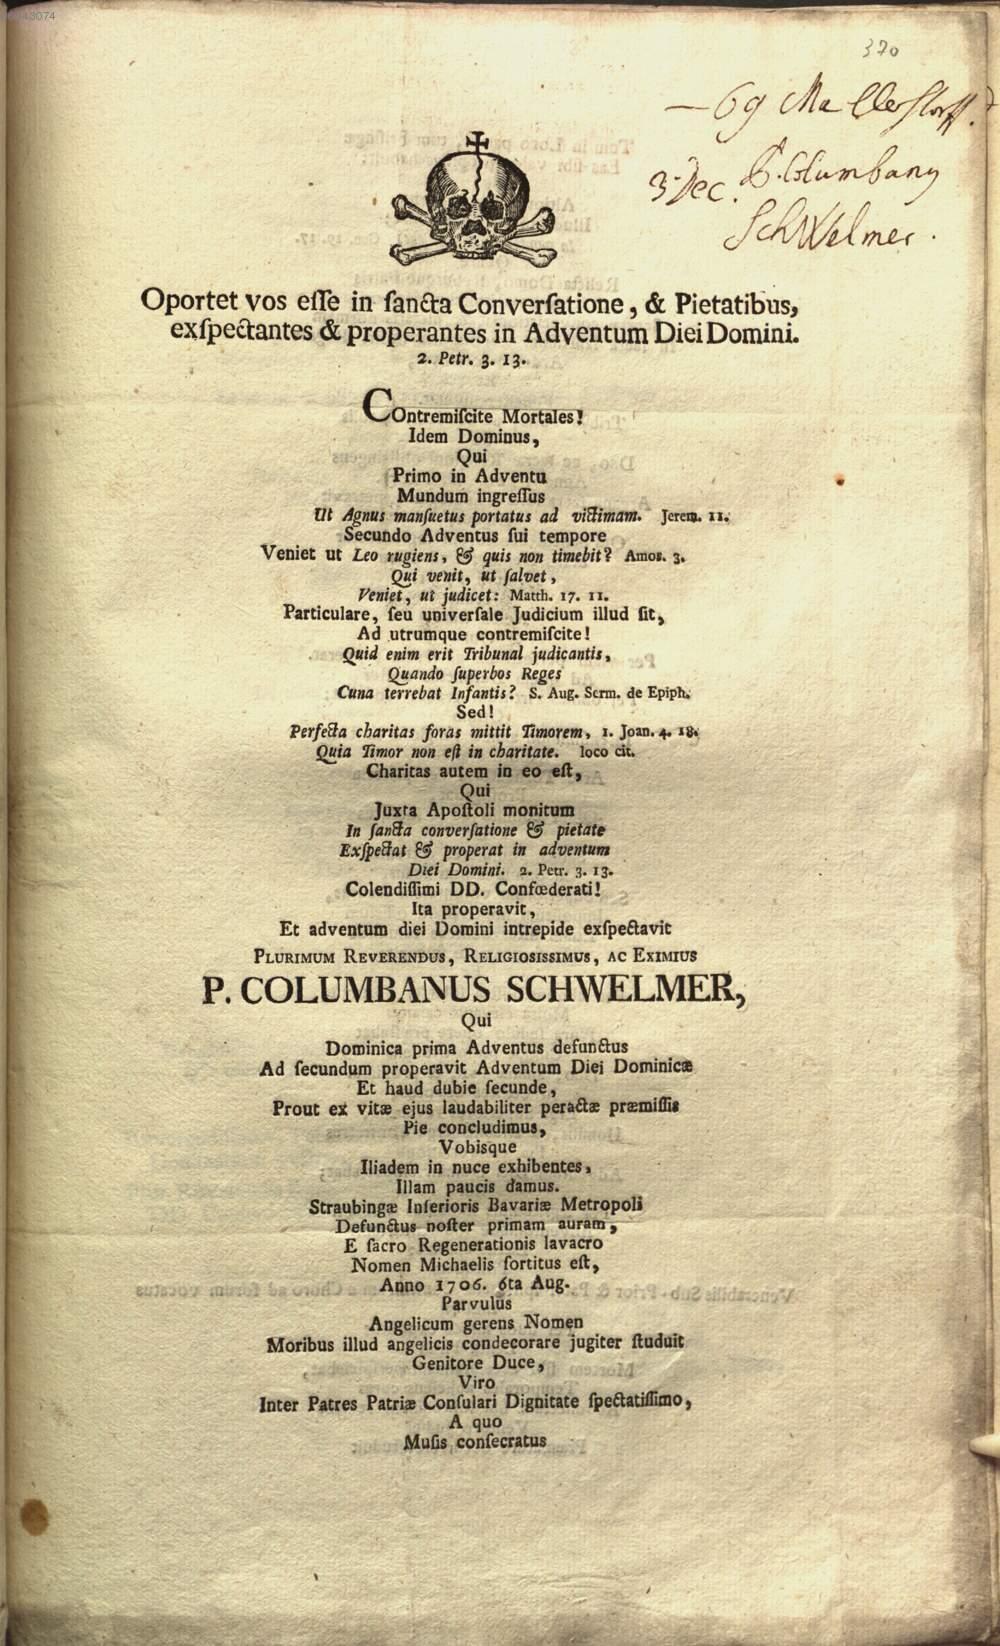 370
— 69 Mallerstorff.
3 Dec. P. Columbanq
Schwelmer.
Oportet vos eſſe in ſancta Converſatione, & Pietatibus,
exſpectantes & properantes in Adventum Diei Domini.
2. Petr. 3. 13.
COntremiſcite Mortales!
Idem Dominus,
Qui
Primo in Adventu
Mundum ingreſſus
Ut Agnus manſuetus portatus ad victimam. Jerem. 11.
Secundo Adventus ſui tempore
Veniet ut Leo rugiens, & quis non timebit? Amos. 3.
Qui venit, ut ſalvet,
Veniet, ut judicet: Matth. 17. 11.
Particulare, ſeu univerſale Judicium illud ſit,
Ad utrumque contremiſcite!
Quid enim erit Tribunal judicantis,
Quando ſuperbos Reges
Cuna terrebat Infantis? S. Aug. Serm. de Epiph.
Sed!
Perfecta charitas foras mittit Timorem, 1. Joan. 4. 18.
Quia Timor non eſt in charitate. loco cit.
Charitas autem in eo eſt,
Qui
Juxta Apoſtoli monitum
In ſancta converſatione & pietate
Exſpectat & properat in adventum
Diei Domini. 2. Petr. 3. 13.
Colendiſſimi DD. Confœderati!
Ita properavit,
Et adventum diei Domini intrepide exſpectavit
PLURIMUM REVERENDUS, RELIGIOSISSIMUS, AC EXIMIUS
P. COLUMBANUS SCHWELMER,
Qui
Dominica prima Adventus defunctus
Ad ſecundum properavit Adventum Diei Dominicæ
Et haud dubie ſecunde,
Prout ex vitæ ejus laudabiliter peractæ præmiſſis
Pie concludimus,
Vobisque
Iliadem in nuce exhibentes,
Illam paucis damus.
Straubingæ Inferioris Bavariæ Metropoli
Defunctus noſter primam auram,
E ſacro Regenerationis lavacro
Nomen Michaelis ſortitus eſt,
Anno 1706. 6ta Aug.
Parvulus
Angelicum gerens Nomen
Moribus illud angelicis condecorare jugiter ſtuduit
Genitore Duce,
Viro
Inter Patres Patriæ Conſulari Dignitate ſpectatiſſimo,
A quo
Muſis conſecratus